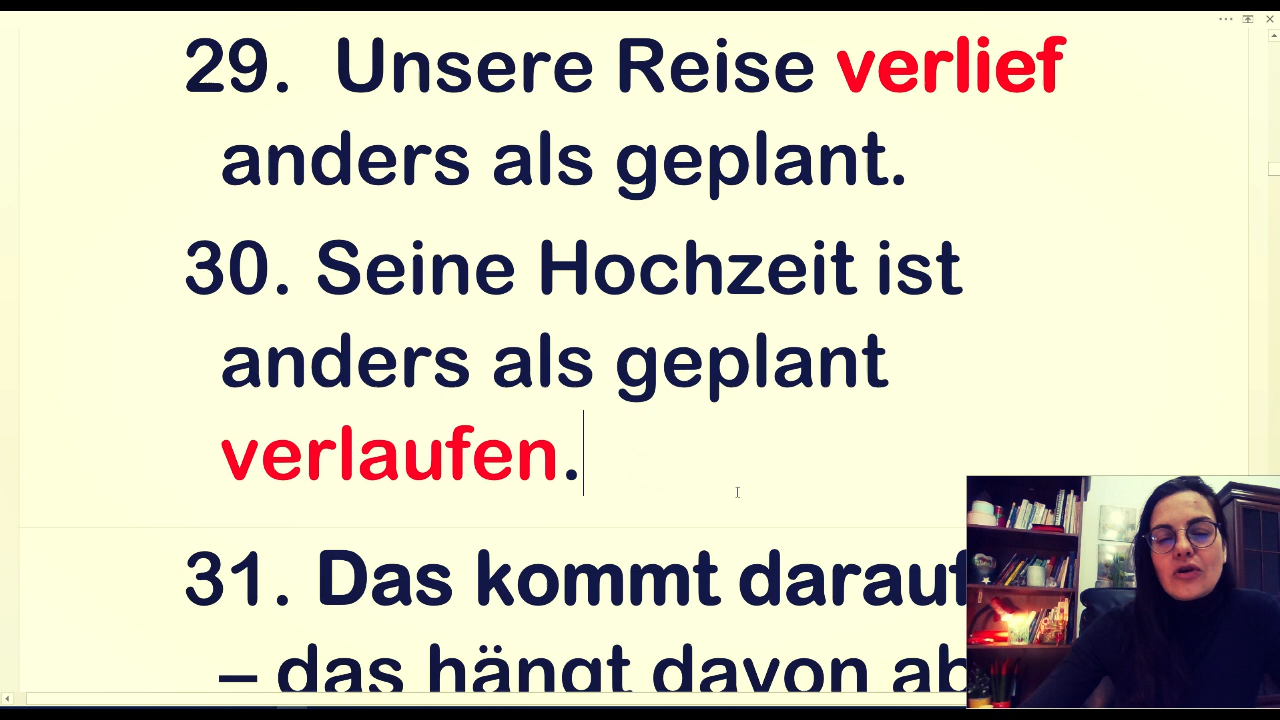 29. Unsere Reise verlief
anders als geplant.
30. Seine Hochzeit ist
anders als geplant
verlaufen.
31. Das kommt darauf
– das hängt davon ab